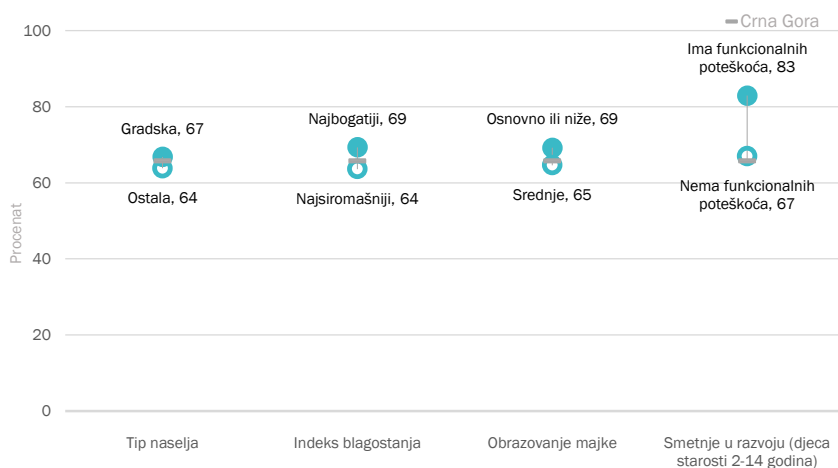 Crna Gora
100
80
60
40
20
0
Procenat
Gradska, 67
Ostala, 64
Najbogatiji, 69
Najsiromašniji, 64
Osnovno ili niže, 69
Srednje, 65
Ima funkcionalnih
poteškoća, 83
Nema funkcionalnih
poteškoća, 67
Tip naselja
Indeks blagostanja
Obrazovanje majke
Smetnje u razvoju (djeca
starosti 2-14 godina)